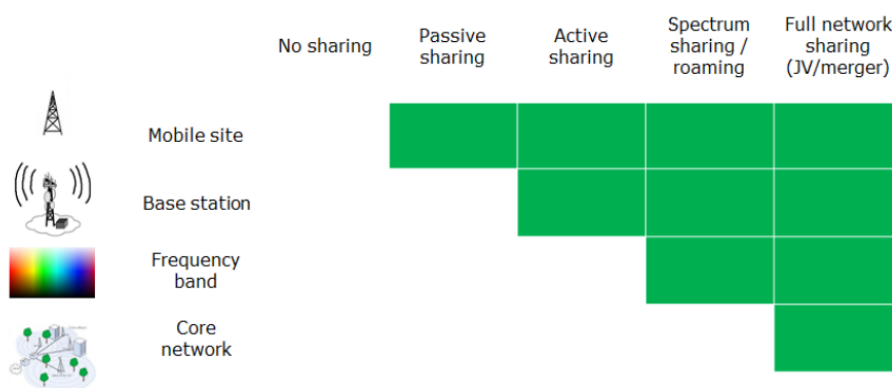 No sharing
Passive
sharing
Active
sharing
Spectrum
sharing /
roaming
Full network
sharing
(JV/merger)
Mobile site
Base station
Frequency
band
Core
network